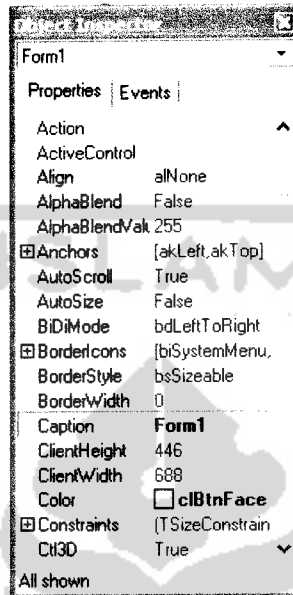 Object Inspector
Form1
Properties Events
Action
ActiveControl
Align alNone
AlphaBlend False
AlphaBlendValu 255
Anchors [akLeft,akTop]
AutoScroll True
AutoSize False
BiDiMode bdLeftToRight
BorderIcons [biSystemMenu,
BorderStyle bsSizeable
BorderWidth 0
Caption Form1
ClientHeight 446
ClientWidth 688
Color clBtnFace
Constraints (TSizeConstrain
Ctl3D True
All shown